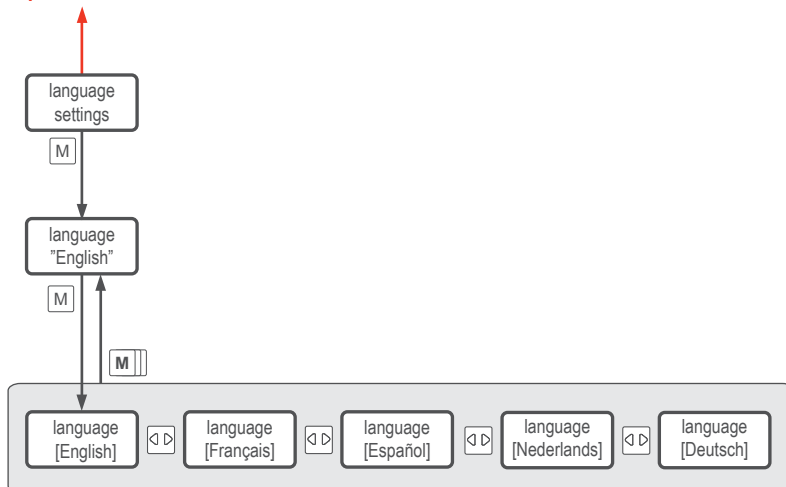 language
settings
M
language
”English”
M
M
language
[English]
language
[Français]
language
[Español]
language
[Nederlands]
language
[Deutsch]